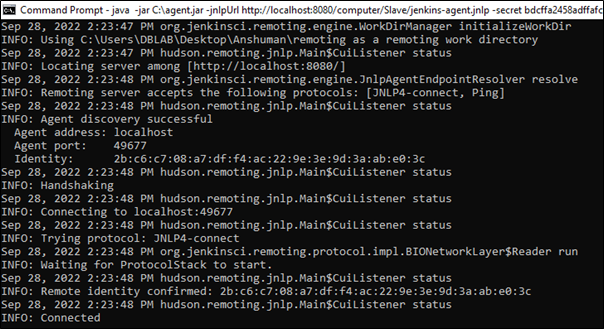 Command Prompt - java -jar C:\agent.jar -jnlpUrl http://localhost:8080/computer/Slave/jenkins-agent.jnlp -secret bdcffa2458adffafc
Sep 28, 2022 2:23:47 PM org.jenkinsci.remoting.engine.WorkDirManager initializeWorkDir
INFO: Using C:\Users\DBLAB\Desktop\Anshuman\remoting as a remoting work directory
Sep 28, 2022 2:23:47 PM hudson.remoting.jnlp.Main$CuiListener status
INFO: Locating server among [http://localhost:8080/]
Sep 28, 2022 2:23:48 PM org.jenkinsci.remoting.engine.JnlpAgentEndpointResolver resolve
INFO: Remoting server accepts the following protocols: [JNLP4-connect, Ping]
Sep 28, 2022 2:23:48 PM hudson.remoting.jnlp.Main$CuiListener status
INFO: Agent discovery successful
  Agent address: localhost
  Agent port:    49677
  Identity:      2b:c6:c7:08:a7:df:f4:ac:22:9e:3e:9d:3a:ab:e0:3c
Sep 28, 2022 2:23:48 PM hudson.remoting.jnlp.Main$CuiListener status
INFO: Handshaking
Sep 28, 2022 2:23:48 PM hudson.remoting.jnlp.Main$CuiListener status
INFO: Connecting to localhost:49677
Sep 28, 2022 2:23:48 PM hudson.remoting.jnlp.Main$CuiListener status
INFO: Trying protocol: JNLP4-connect
Sep 28, 2022 2:23:48 PM org.jenkinsci.remoting.protocol.impl.BIONetworkLayer$Reader run
INFO: Waiting for ProtocolStack to start.
Sep 28, 2022 2:23:48 PM hudson.remoting.jnlp.Main$CuiListener status
INFO: Remote identity confirmed: 2b:c6:c7:08:a7:df:f4:ac:22:9e:3e:9d:3a:ab:e0:3c
Sep 28, 2022 2:23:48 PM hudson.remoting.jnlp.Main$CuiListener status
INFO: Connected